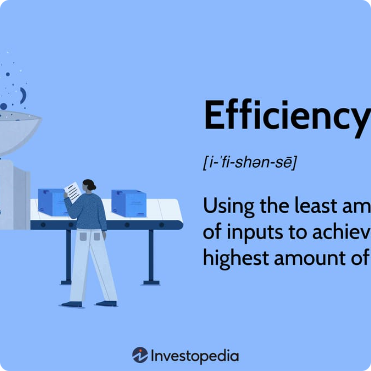 Efficiency
[i-ˈfi-shən-sē]
Using the least am
of inputs to achiev
highest amount of
Investopedia